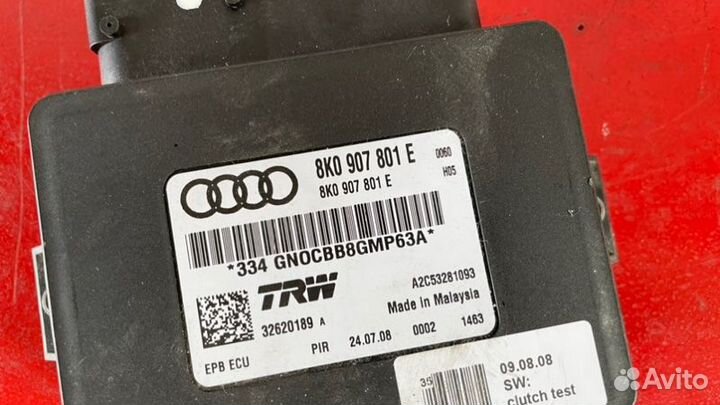 8K0 907 801 E 0060
8K0 907 801 E H05
*334 GNOCBB8GMP63A*
TRW A2C53281093
32620189 A Made in Malaysia
EPB ECU PIR 24.07.08 0002 1463
35 09.08.08
SW:
clutch test
Avito